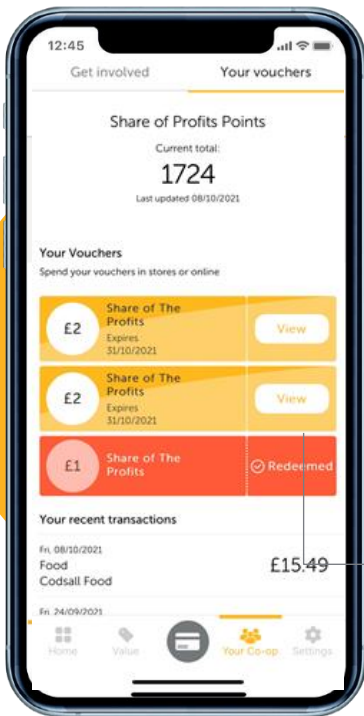 12:45
Get involved Your vouchers
Share of Profits Points
Current total:
1724
Last updated 08/10/2021
Your Vouchers
Spend your vouchers in stores or online
£2
Share of The
Profits
Expires
31/10/2021
View
£2
Share of The
Profits
Expires
31/10/2021
View
£1
Share of The
Profits
Redeemed
Your recent transactions
Fri, 08/10/2021
Food
Codsall Food
£15.49
Fri, 24/09/2021
Home Value Your Co-op Settings